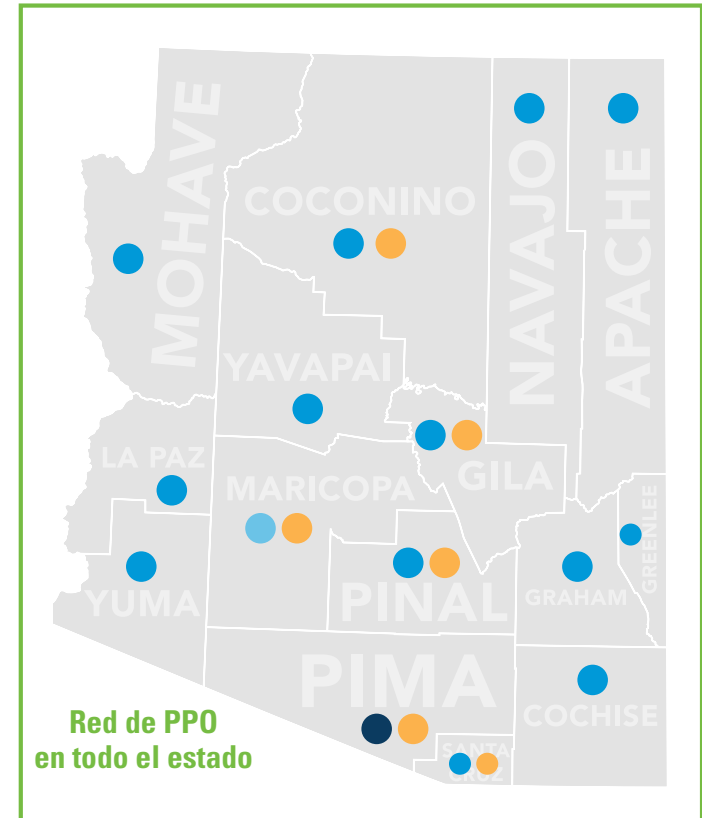 MOHAVE
COCONINO
NAVAJO
APACHE
YAVAPAI
LA PAZ
MARICOPA
GILA
GREENLEE
YUMA
PINAL
GRAHAM
PIMA
COCHISE
SANTA
CRUZ
Red de PPO
en todo el estado